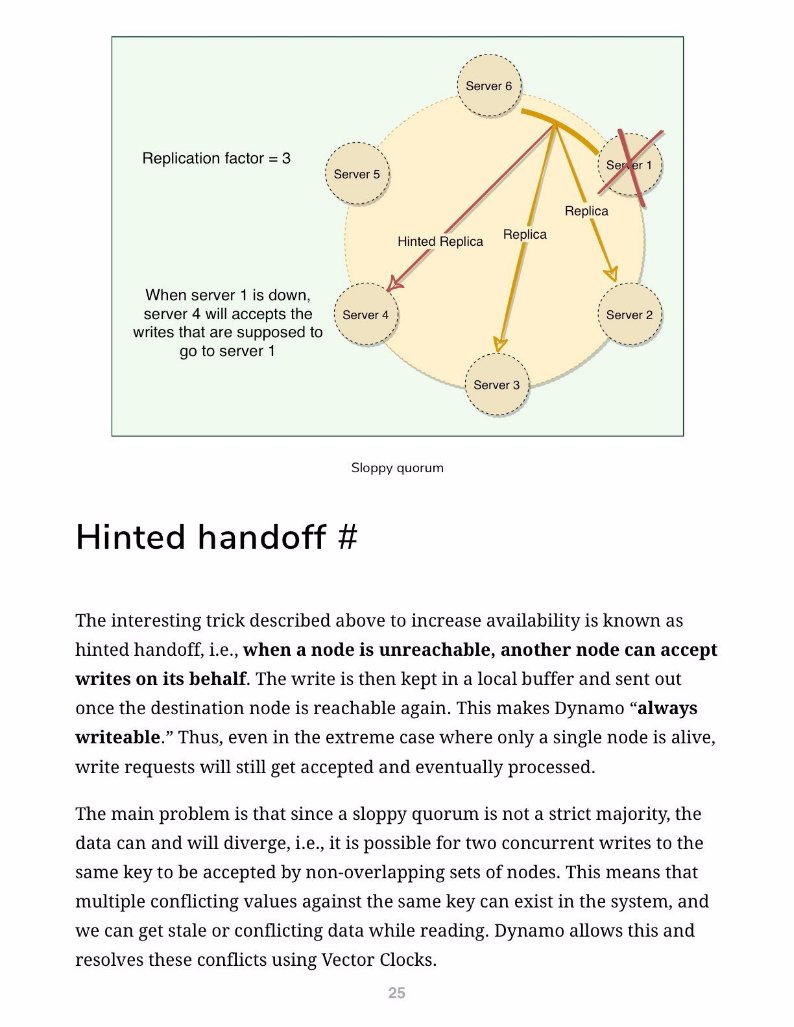 Server 6
Replication factor = 3
Server 5
Server 1
Replica
Hinted Replica
Replica
When server 1 is down,
server 4 will accepts the
writes that are supposed to
go to server 1
Server 4
Server 2
Server 3
Sloppy quorum
Hinted handoff #
The interesting trick described above to increase availability is known as
hinted handoff, i.e., when a node is unreachable, another node can accept
writes on its behalf. The write is then kept in a local buffer and sent out
once the destination node is reachable again. This makes Dynamo “always
writeable.” Thus, even in the extreme case where only a single node is alive,
write requests will still get accepted and eventually processed.
The main problem is that since a sloppy quorum is not a strict majority, the
data can and will diverge, i.e., it is possible for two concurrent writes to the
same key to be accepted by non-overlapping sets of nodes. This means that
multiple conflicting values against the same key can exist in the system, and
we can get stale or conflicting data while reading. Dynamo allows this and
resolves these conflicts using Vector Clocks.
25